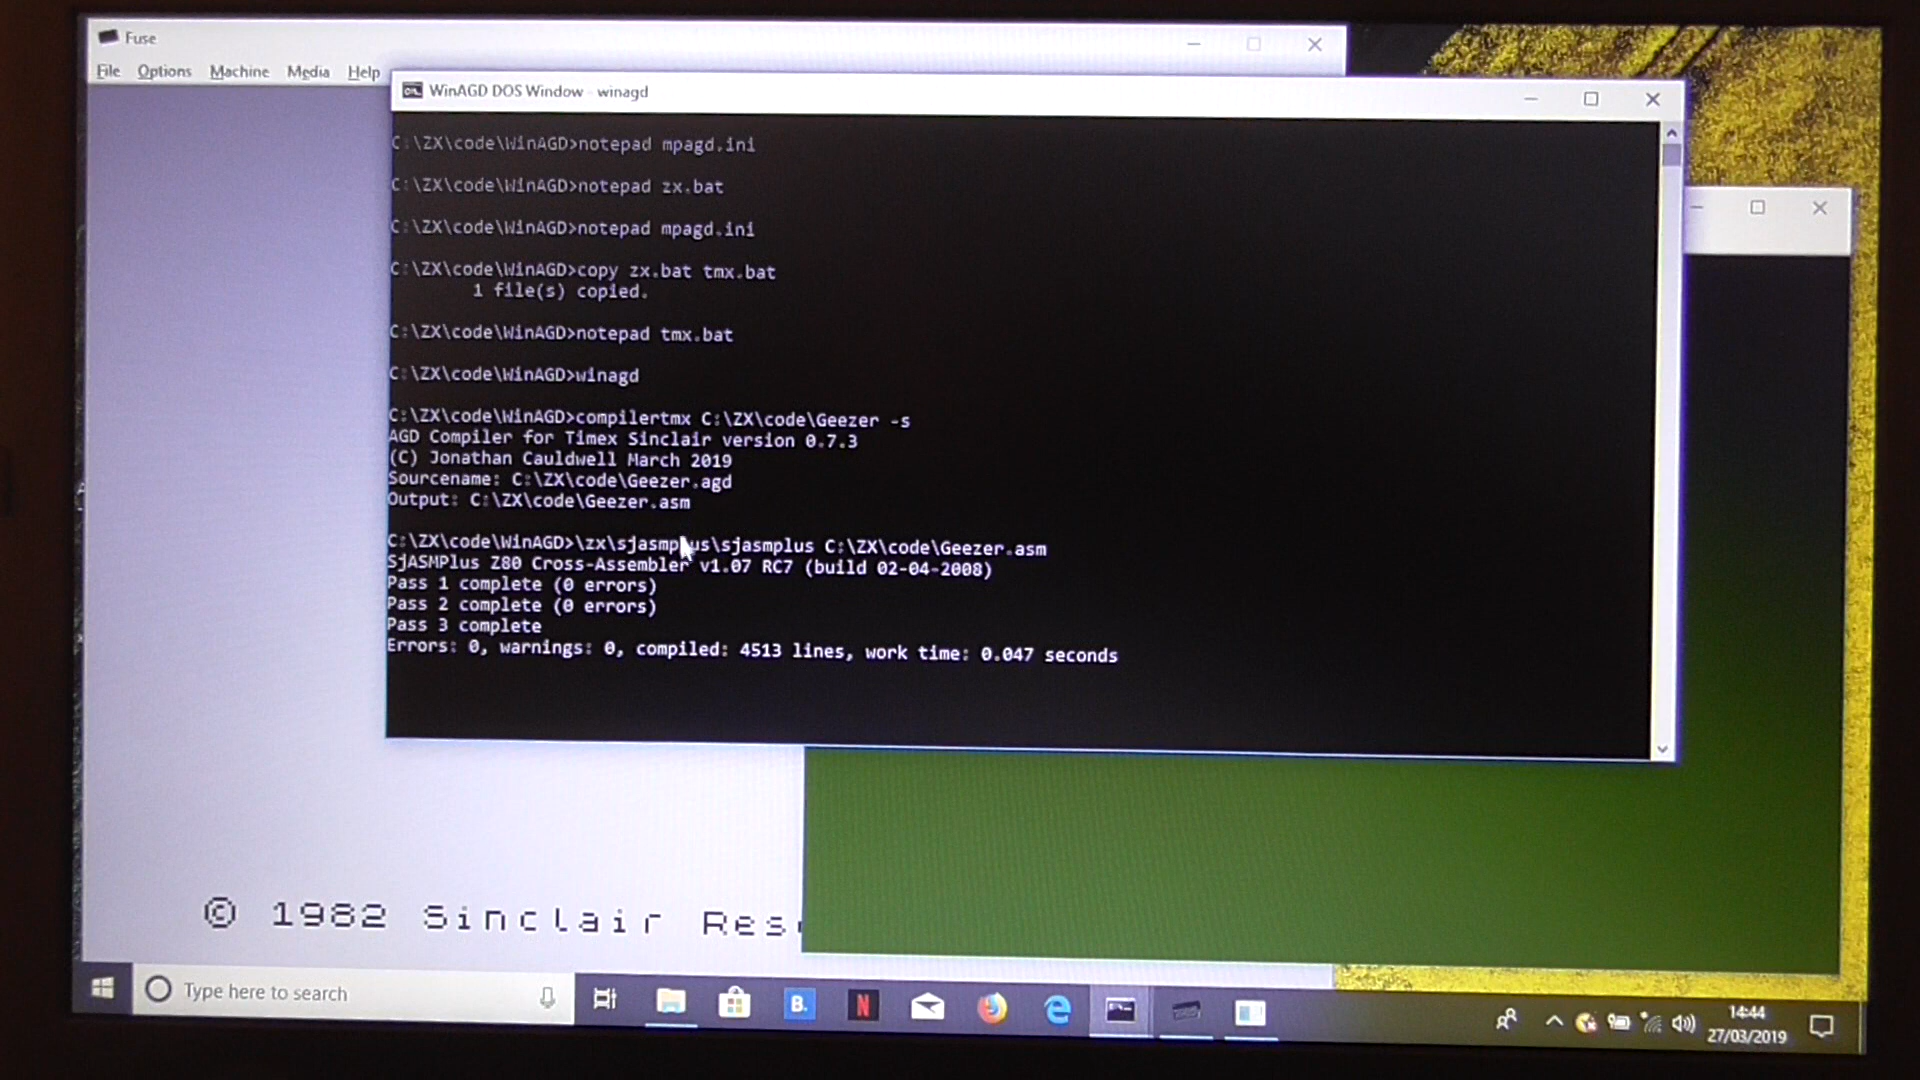 Fuse
File Options Machine Media Help
WinAGD DOS Window - winagd
C:\ZX\code\WinAGD>notepad mpagd.ini
C:\ZX\code\WinAGD>notepad zx.bat
C:\ZX\code\WinAGD>notepad mpagd.ini
C:\ZX\code\WinAGD>copy zx.bat tmx.bat
1 file(s) copied.
C:\ZX\code\WinAGD>notepad tmx.bat
C:\ZX\code\WinAGD>winagd
C:\ZX\code\WinAGD>compilertmx C:\ZX\code\Geezer -s
AGD Compiler for Timex Sinclair version 0.7.3
(C) Jonathan Cauldwell March 2019
Sourcename: C:\ZX\code\Geezer.agd
Output: C:\ZX\code\Geezer.asm
C:\ZX\code\WinAGD>\zx\sjasmplus\sjasmplus C:\ZX\code\Geezer.asm
SjASMPlus Z80 Cross-Assembler v1.07 RC7 (build 02-04-2008)
Pass 1 complete (0 errors)
Pass 2 complete (0 errors)
Pass 3 complete
Errors: 0, warnings: 0, compiled: 4513 lines, work time: 0.047 seconds
© 1982 Sinclair Res
Type here to search
B.
N
14:44
27/03/2019